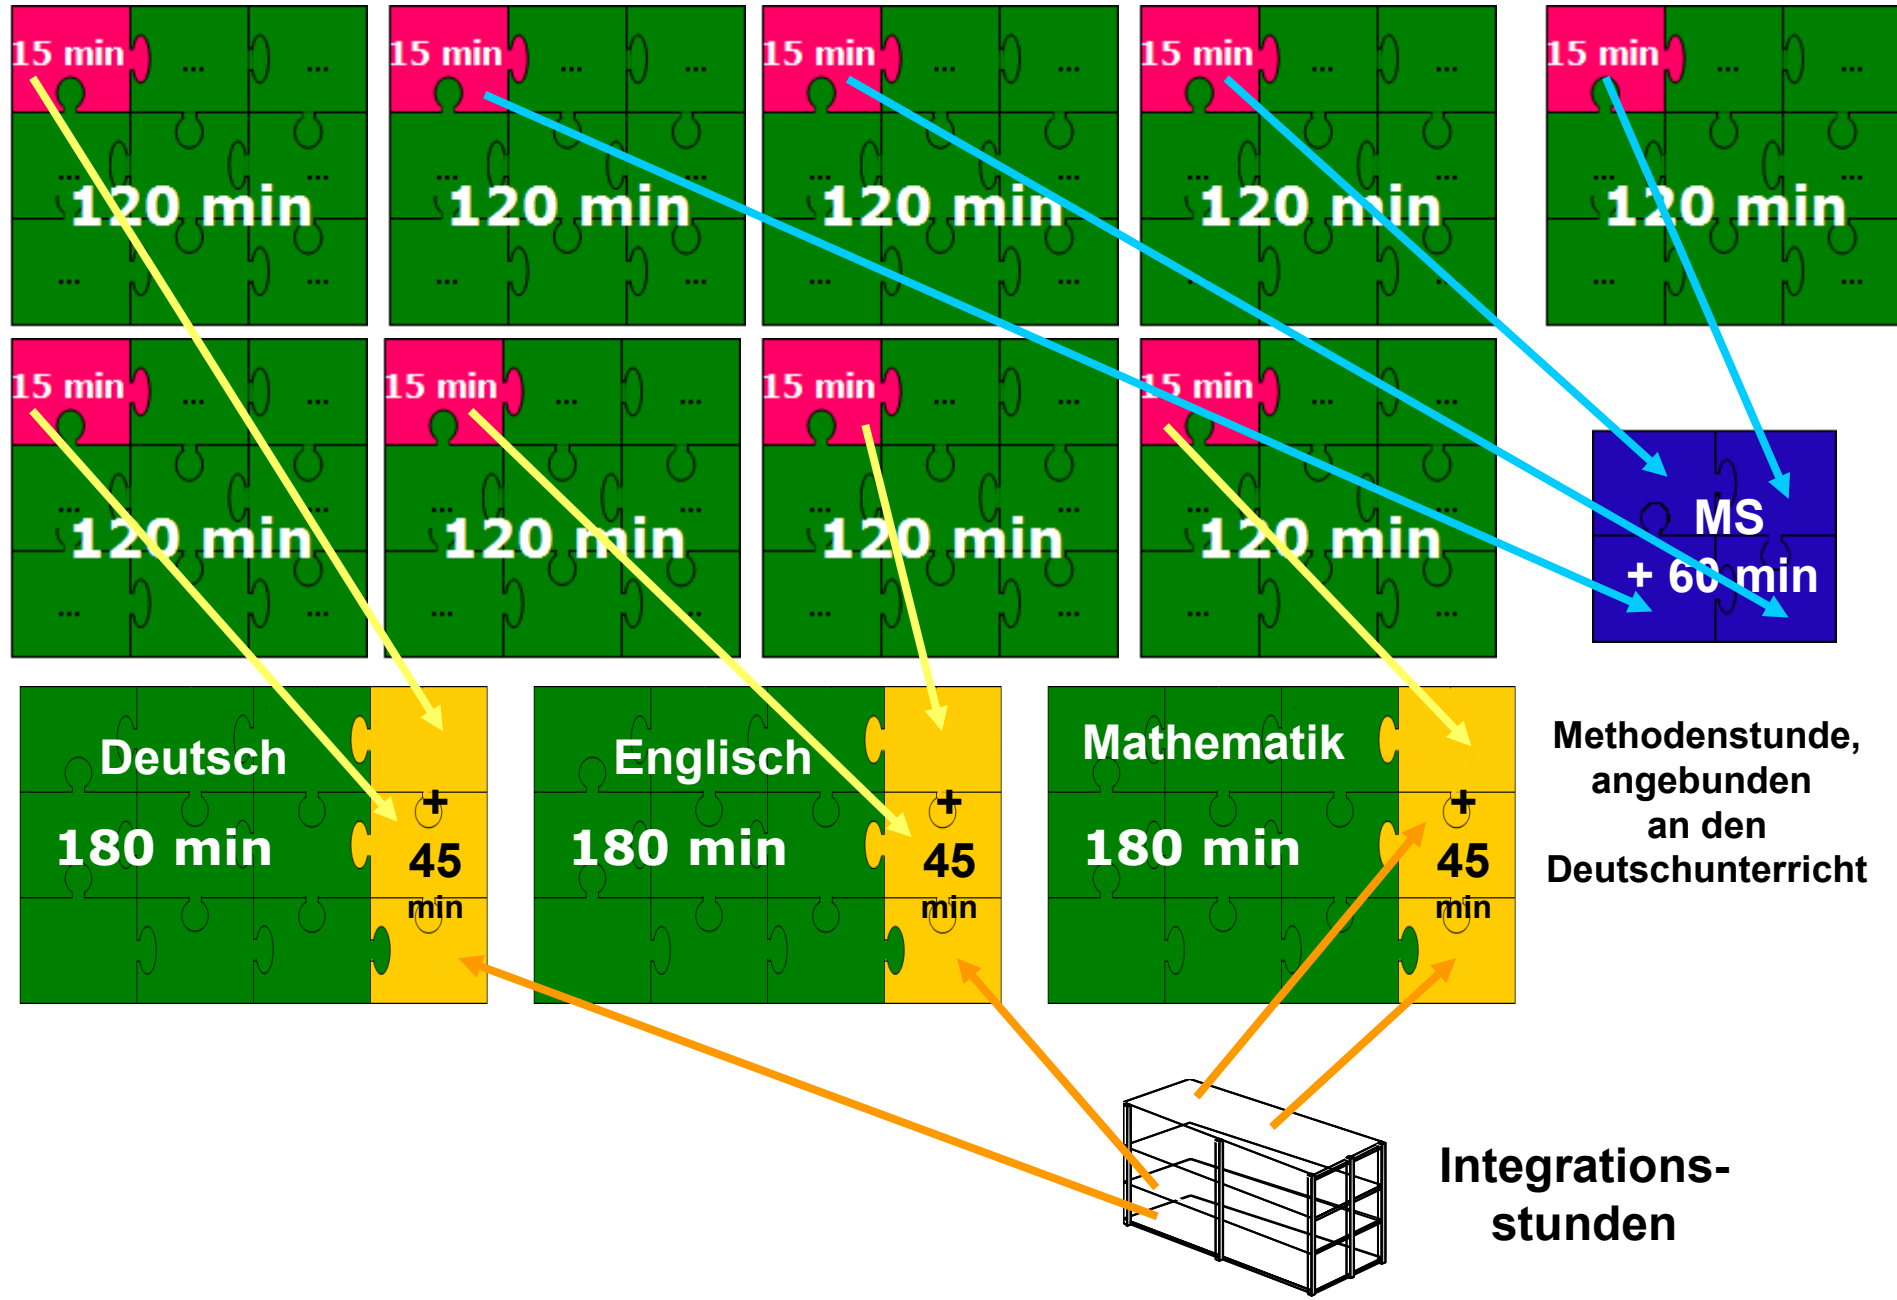 15 min ... ...
... ...
120 min
... ...
15 min ... ...
120 min
15 min ... ...
120 min
... ...
15 min ... ...
120 min
... ...
15 min ... ...
... ...
120 min
... ...
15 min ... ...
... ...
120 min
... ...
15 min ... ...
120 min
15 min ... ...
120 min
... ...
15 min ... ...
120 min
... ...
MS
+ 60 min
Deutsch
180 min
+
45
min
Englisch
180 min
+
45
min
Mathematik
180 min
+
45
min
Methodenstunde,
angebunden
an den
Deutschunterricht
Integrations-
stunden